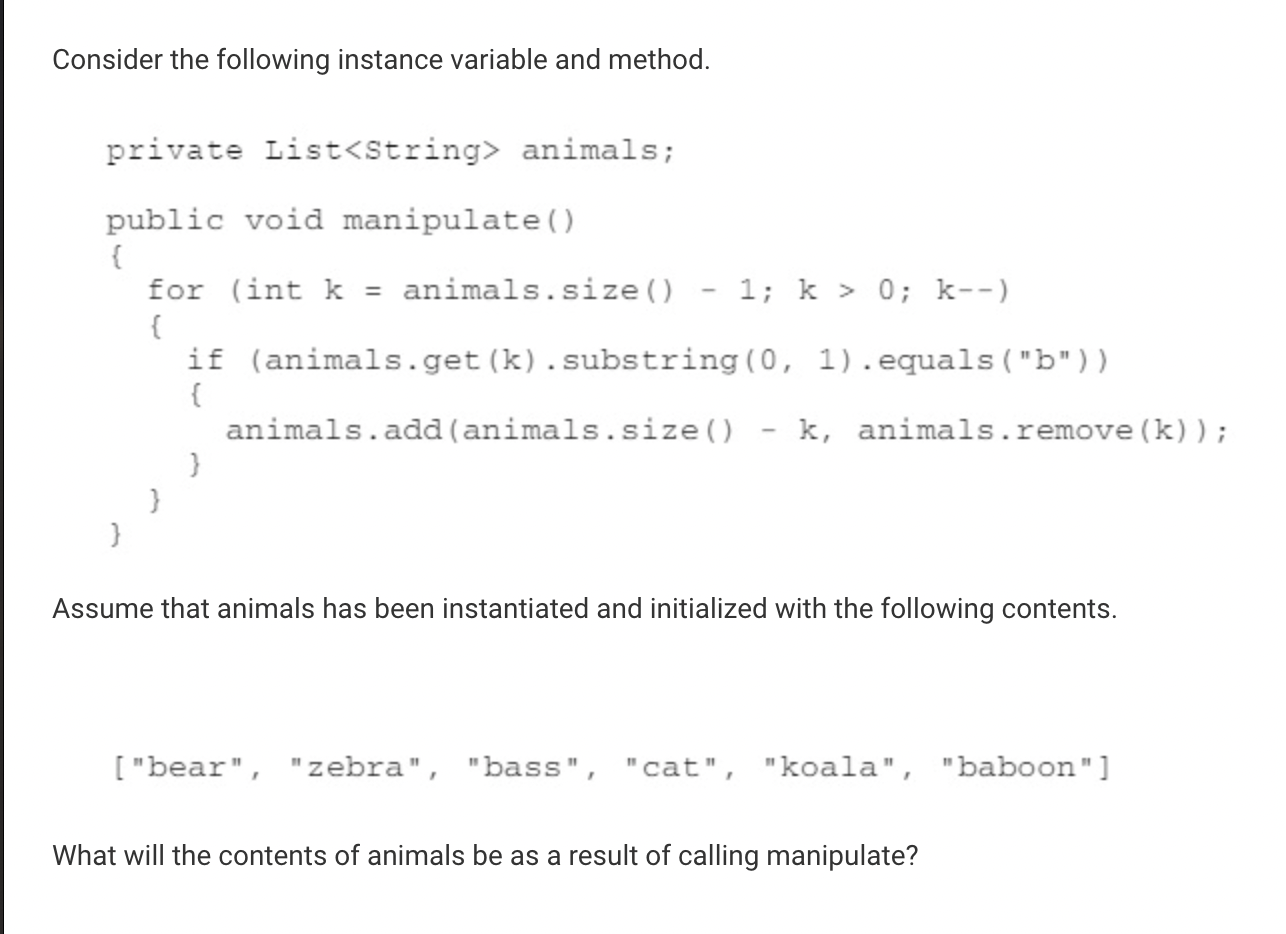 Consider the following instance variable and method.
private List<String> animals;
public void manipulate()
{
for (int k = animals.size() - 1; k > 0; k--)
{
if (animals.get(k).substring(0, 1).equals("b"))
{
animals.add(animals.size() - k, animals.remove(k));
}
}
}
Assume that animals has been instantiated and initialized with the following contents.
["bear", "zebra", "bass", "cat", "koala", "baboon"]
What will the contents of animals be as a result of calling manipulate?